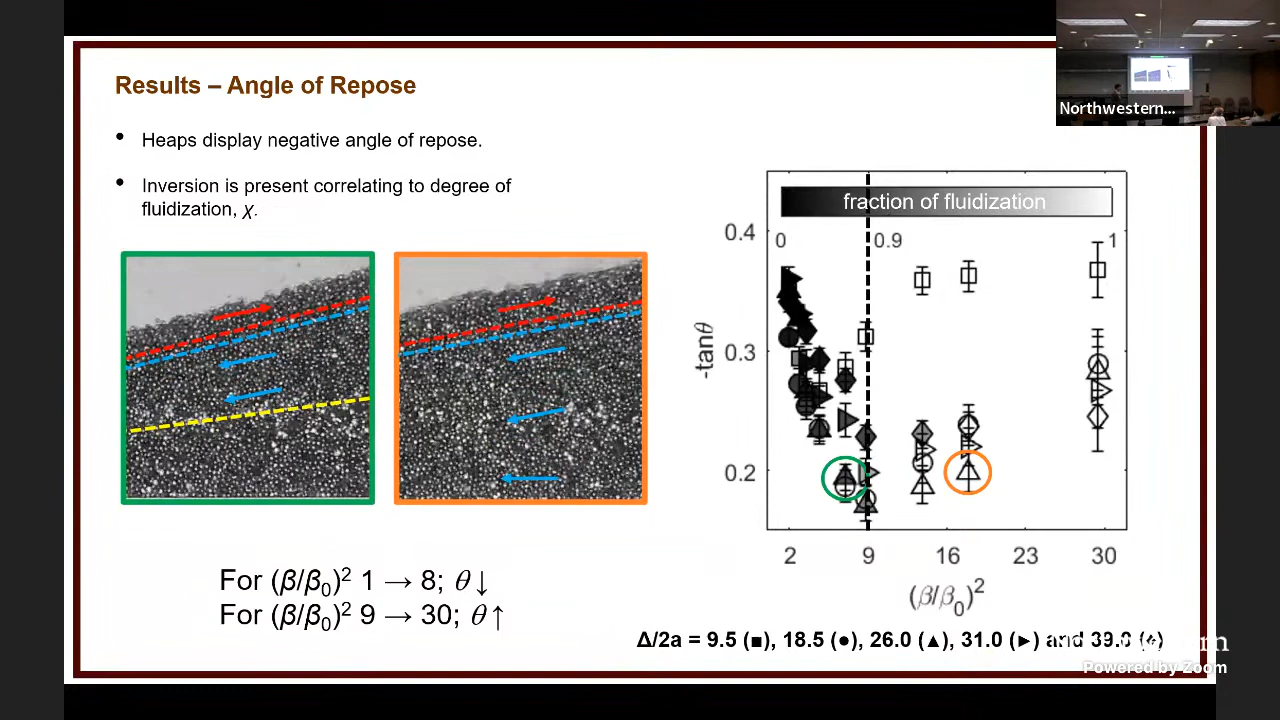 Results – Angle of Repose
Northwestern...
• Heaps display negative angle of repose.
• Inversion is present correlating to degree of
fluidization, χ.
fraction of fluidization
0 0.9 1
0.4
0.3
0.2
-tanθ
2 9 16 23 30
(β/β₀)²
For (β/β₀)² 1 → 8; θ ↓
For (β/β₀)² 9 → 30; θ ↑
Δ/2a = 9.5 (■), 18.5 (●), 26.0 (▲), 31.0 (►) and 39.0 (♦)
Powered by Zoom